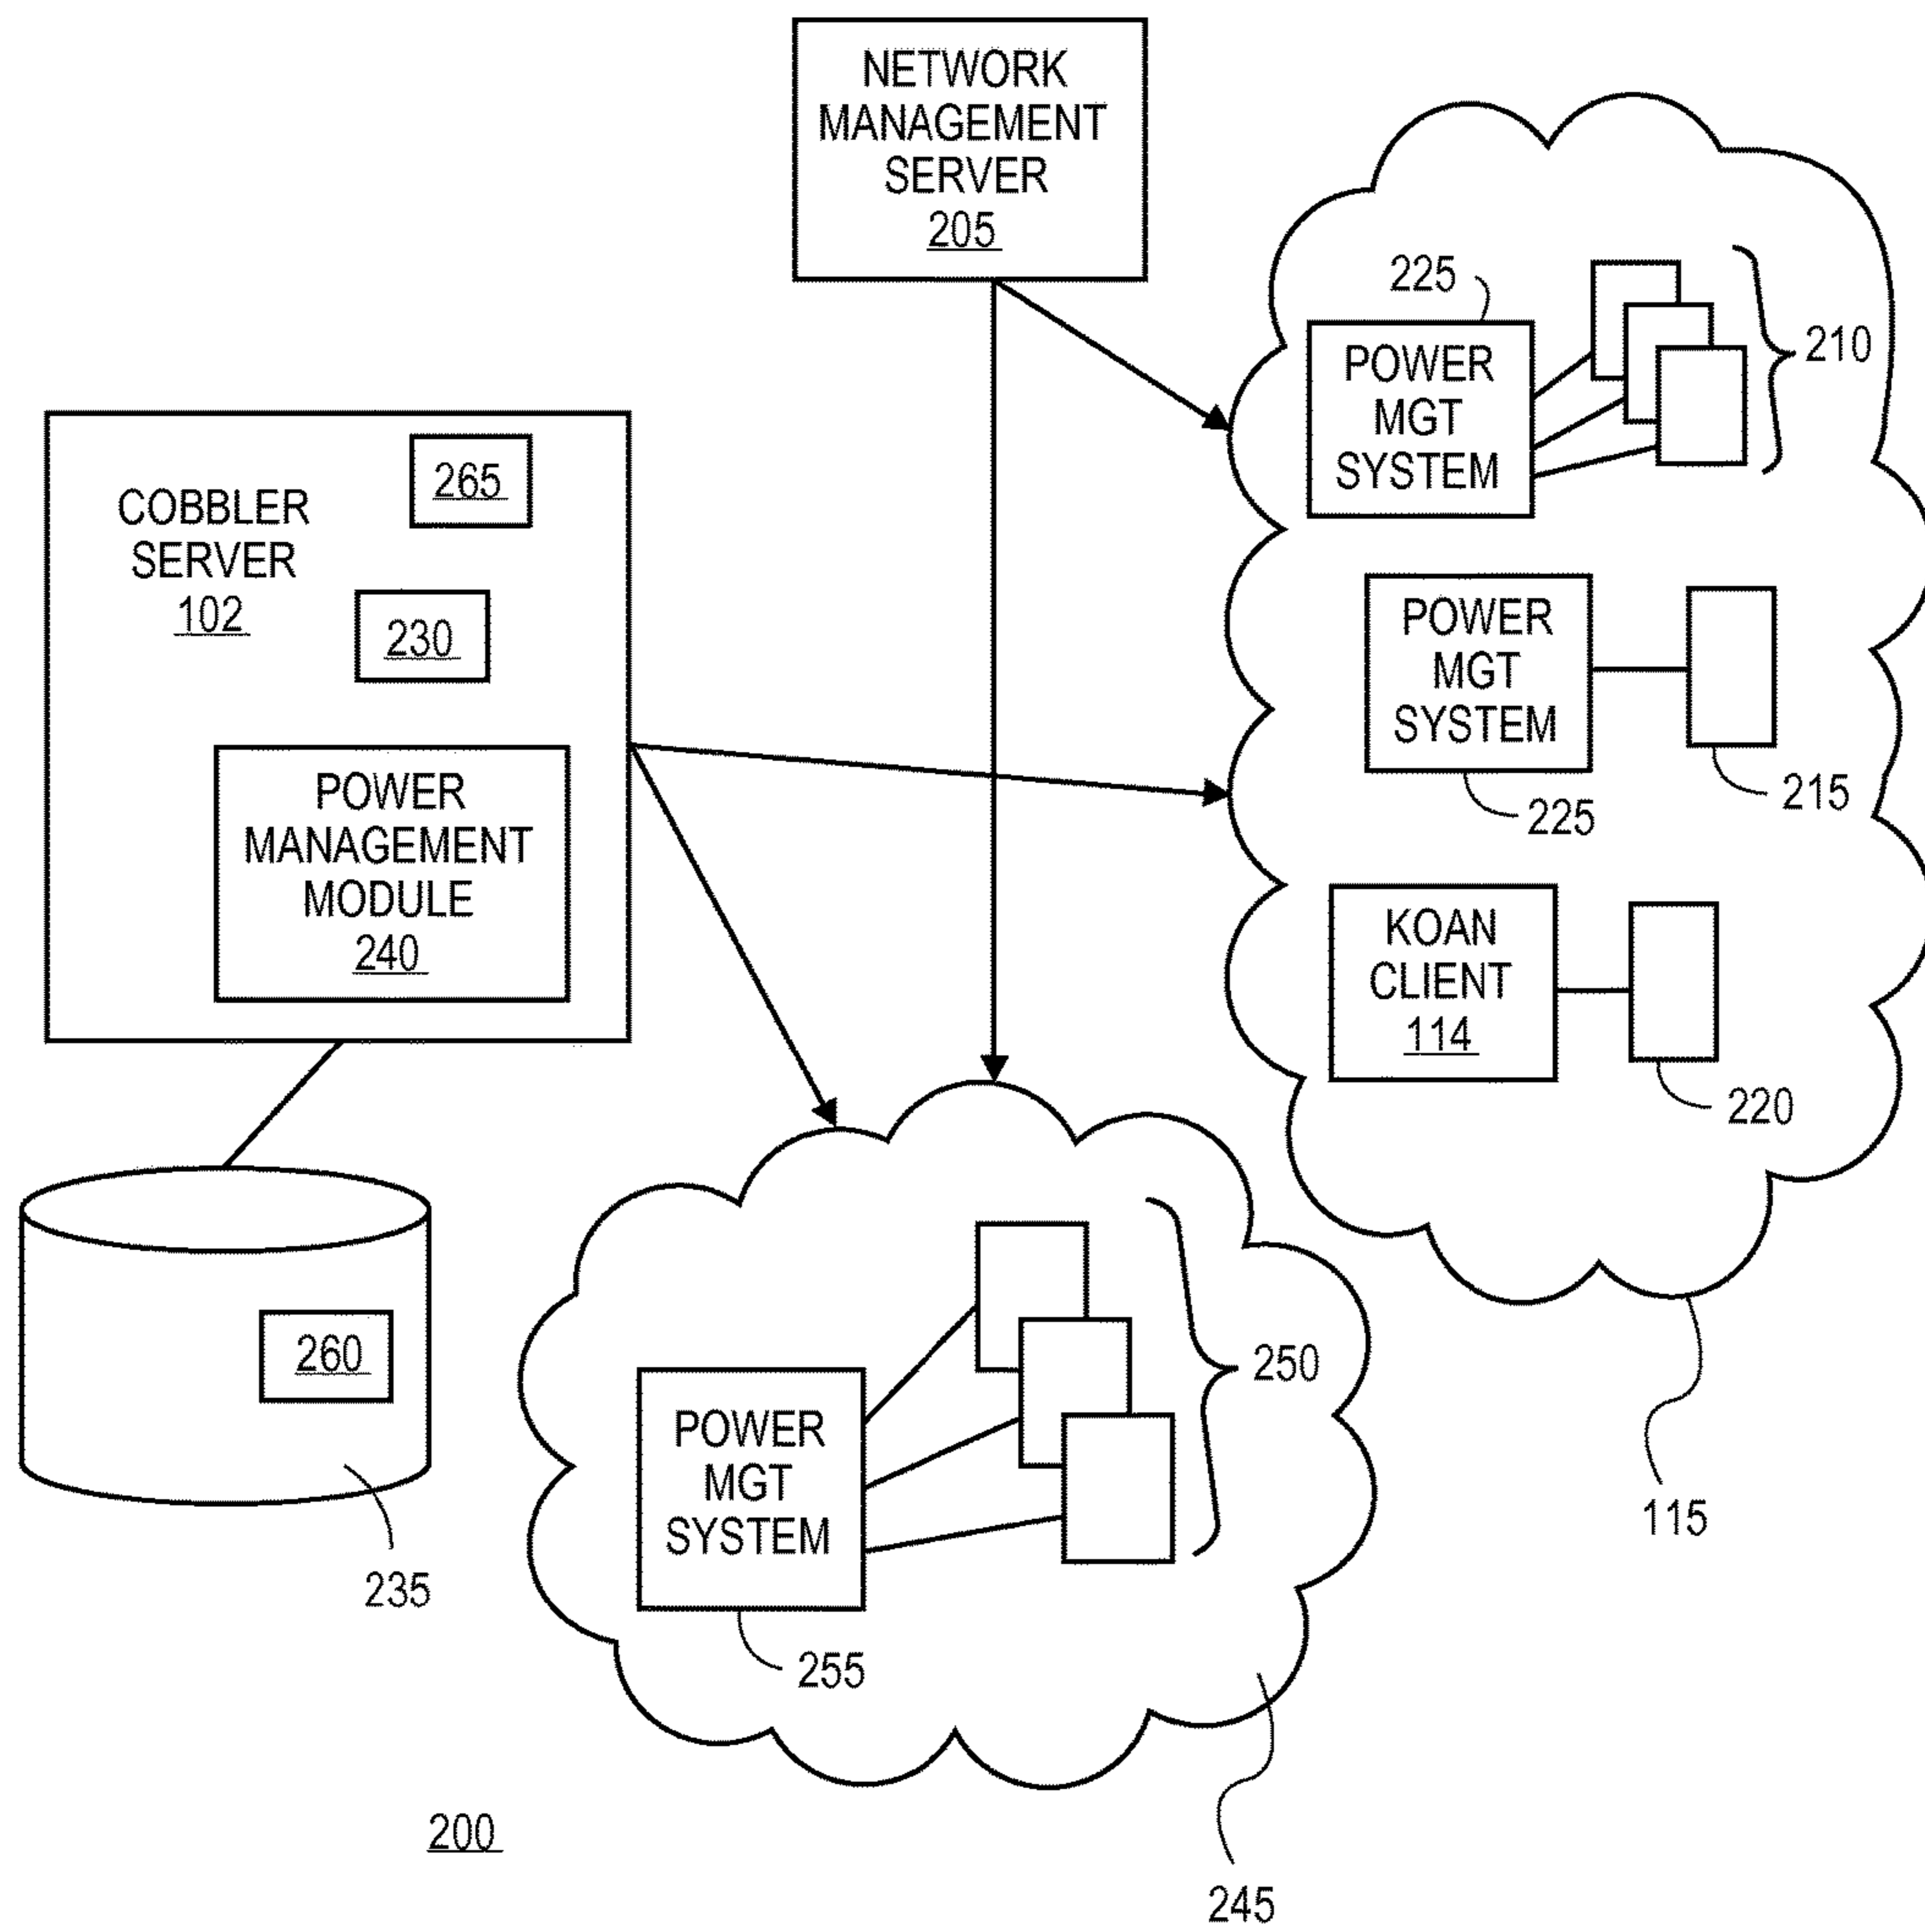 NETWORK
MANAGEMENT
SERVER
205
225
POWER
MGT
SYSTEM
210
COBBLER
SERVER
102
265
230
POWER
MANAGEMENT
MODULE
240
POWER
MGT
SYSTEM
215
225
KOAN
CLIENT
114
220
260
235
POWER
MGT
SYSTEM
250
255
115
200
245